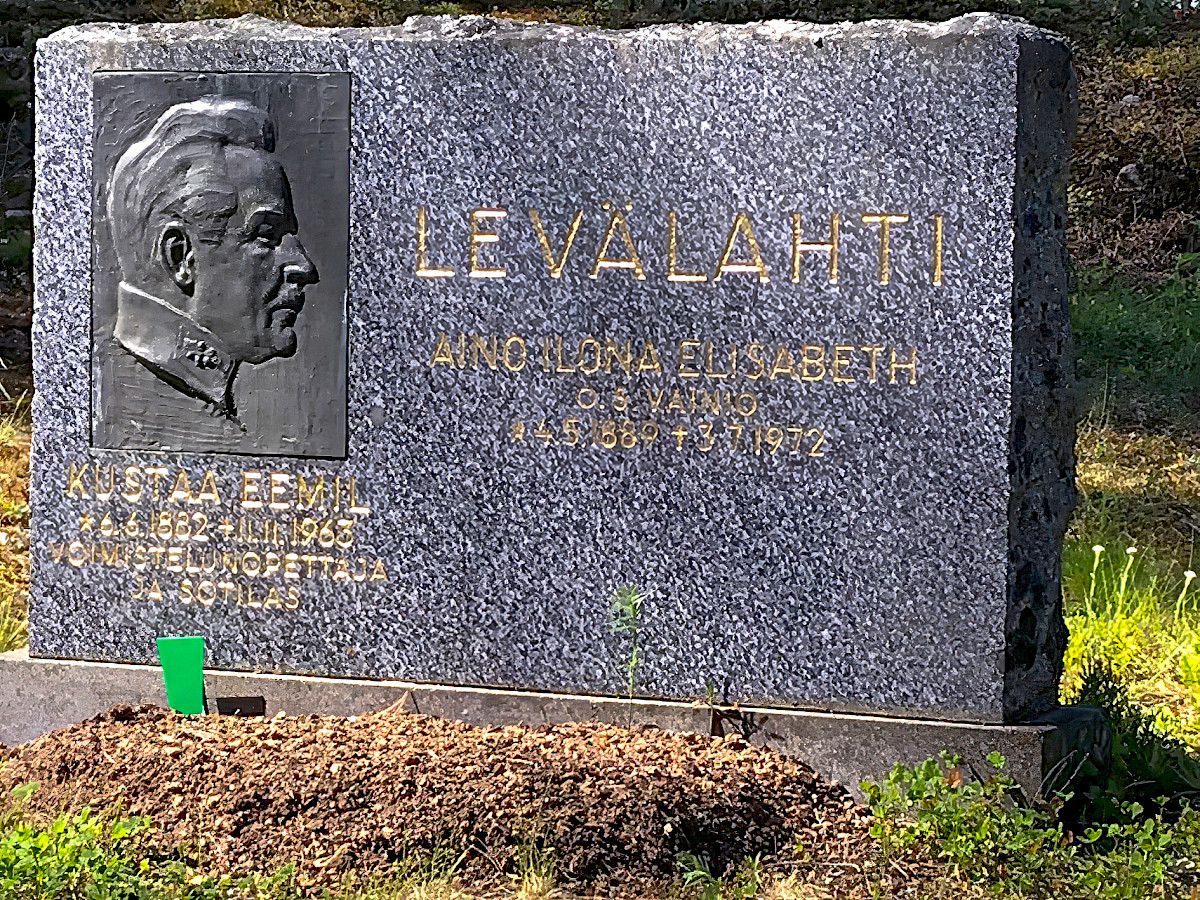 LEVÄLAHTI
AINO ILONA ELISABETH
O.S. VAINIO
*4.5.1889 +3.7.1972
KUSTAA EEMIL
*6.6.1882 +11.11.1963
VOIMISTELUNOPETTAJA
JA SOTILAS